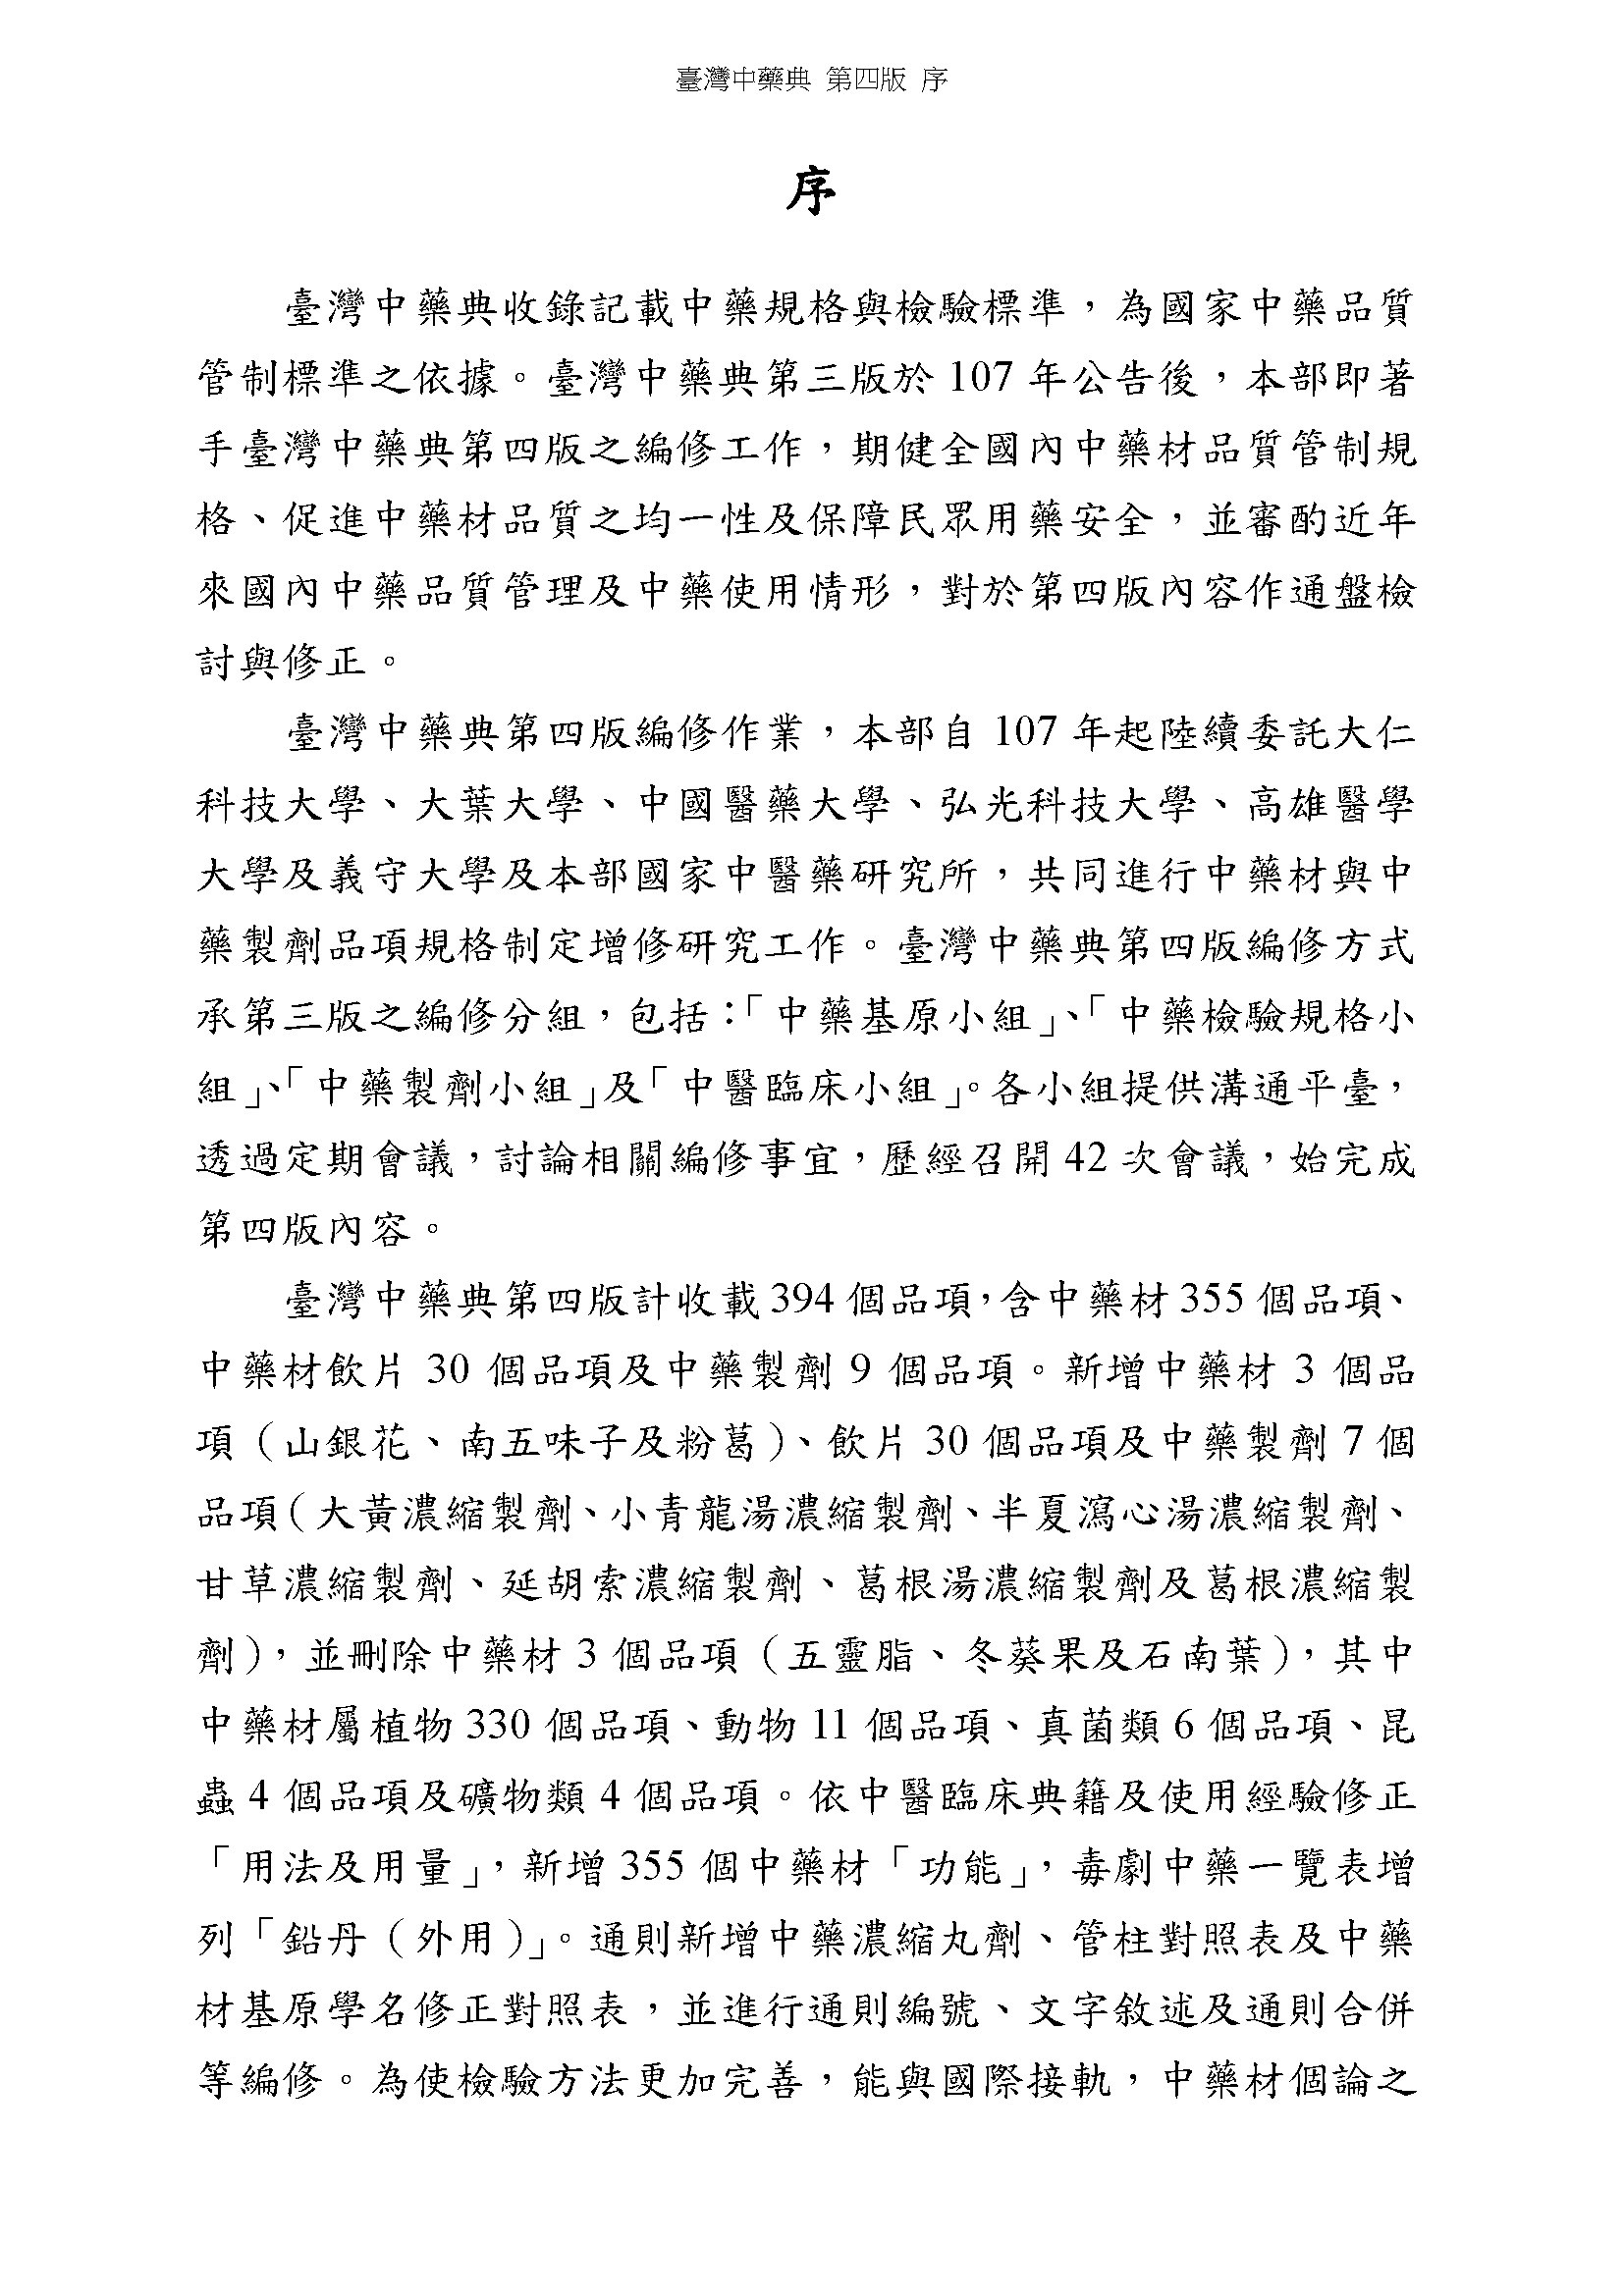 臺灣中藥典 第四版 序
序
臺灣中藥典收錄記載中藥規格與檢驗標準，為國家中藥品質
管制標準之依據。臺灣中藥典第三版於 107 年公告後，本部即著
手臺灣中藥典第四版之編修工作，期健全國內中藥材品質管制規
格、促進中藥材品質之均一性及保障民眾用藥安全，並審酌近年
來國內中藥品質管理及中藥使用情形，對於第四版內容作通盤檢
討與修正。
臺灣中藥典第四版編修作業，本部自 107 年起陸續委託大仁
科技大學、大葉大學、中國醫藥大學、弘光科技大學、高雄醫學
大學及義守大學及本部國家中醫藥研究所，共同進行中藥材與中
藥製劑品項規格制定增修研究工作。臺灣中藥典第四版編修方式
承第三版之編修分組，包括：「中藥基原小組」、「中藥檢驗規格小
組」、「中藥製劑小組」及「中醫臨床小組」。各小組提供溝通平臺，
透過定期會議，討論相關編修事宜，歷經召開 42 次會議，始完成
第四版內容。
臺灣中藥典第四版計收載 394 個品項，含中藥材 355 個品項、
中藥材飲片 30 個品項及中藥製劑 9 個品項。新增中藥材 3 個品
項（山銀花、南五味子及粉葛）、飲片 30 個品項及中藥製劑 7 個
品項（大黃濃縮製劑、小青龍湯濃縮製劑、半夏瀉心湯濃縮製劑、
甘草濃縮製劑、延胡索濃縮製劑、葛根湯濃縮製劑及葛根濃縮製
劑），並刪除中藥材 3 個品項（五靈脂、冬葵果及石南葉），其中
中藥材屬植物 330 個品項、動物 11 個品項、真菌類 6 個品項、昆
蟲 4 個品項及礦物類 4 個品項。依中醫臨床典籍及使用經驗修正
「用法及用量」，新增 355 個中藥材「功能」，毒劇中藥一覽表增
列「鉛丹（外用）」。通則新增中藥濃縮丸劑、管柱對照表及中藥
材基原學名修正對照表，並進行通則編號、文字敘述及通則合併
等編修。為使檢驗方法更加完善，能與國際接軌，中藥材個論之